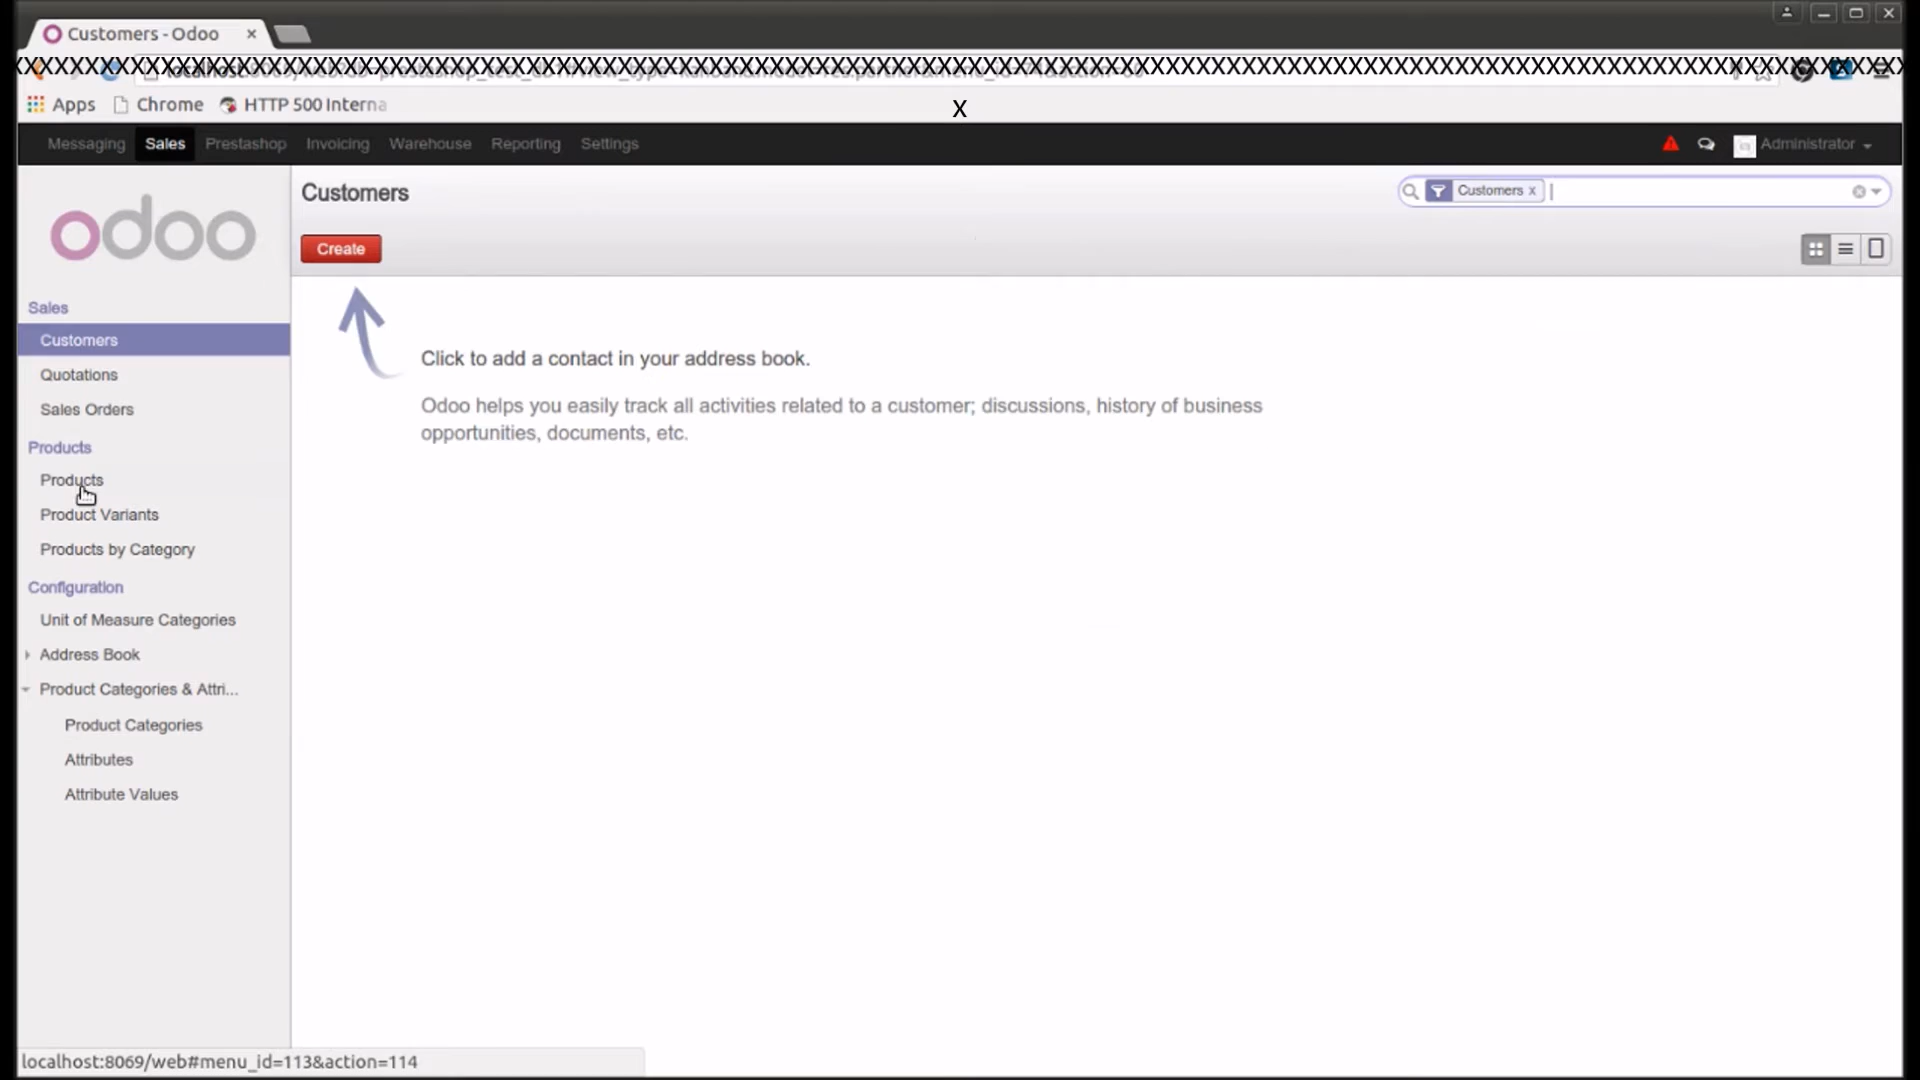 Customers - Odoo
Apps Chrome HTTP 500 Interna
x
Messaging Sales Prestashop Invoicing Warehouse Reporting Settings Administrator
odoo
Customers
Customers x
Create
Sales
Customers
Quotations
Sales Orders
Products
Products
Product Variants
Products by Category
Configuration
Unit of Measure Categories
Address Book
Product Categories & Attri...
Product Categories
Attributes
Attribute Values
Click to add a contact in your address book.
Odoo helps you easily track all activities related to a customer; discussions, history of business
opportunities, documents, etc.
localhost:8069/web#menu_id=113&action=114